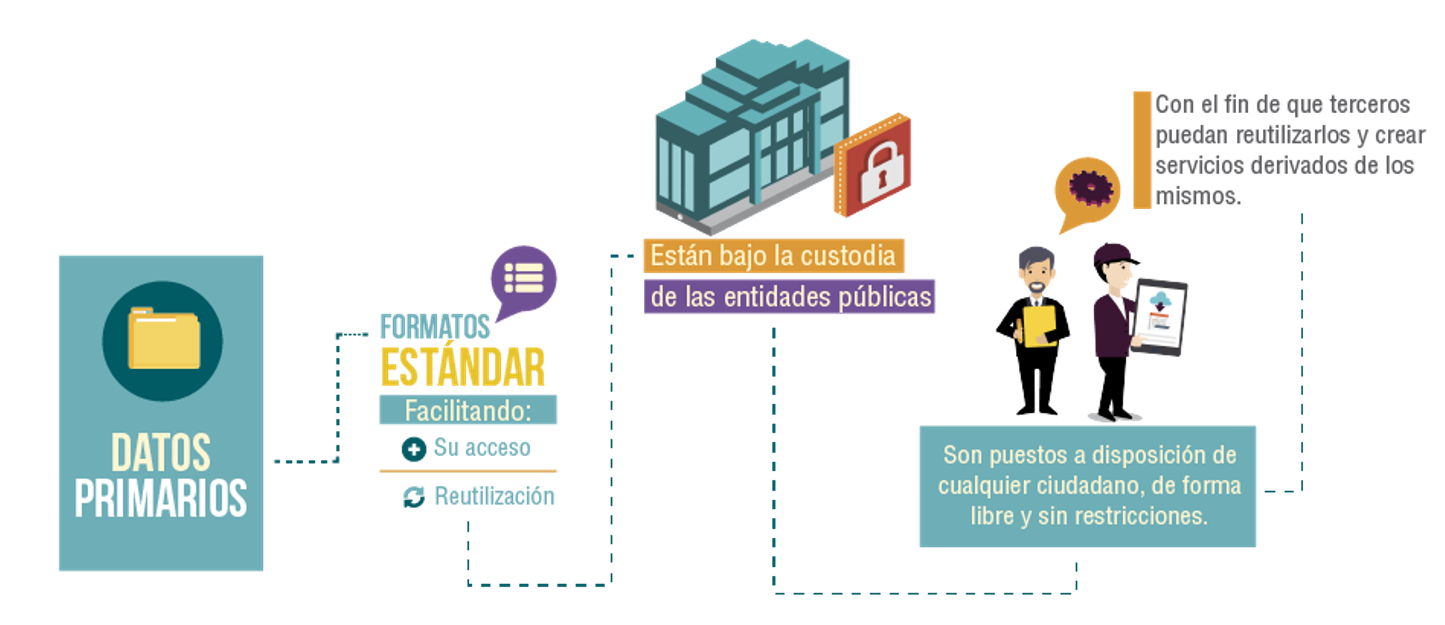 DATOS
PRIMARIOS
FORMATOS
ESTÁNDAR
Facilitando:
Su acceso
Reutilización
Están bajo la custodia
de las entidades públicas
Son puestos a disposición de
cualquier ciudadano, de forma
libre y sin restricciones.
Con el fin de que terceros
puedan reutilizarlos y crear
servicios derivados de los
mismos.